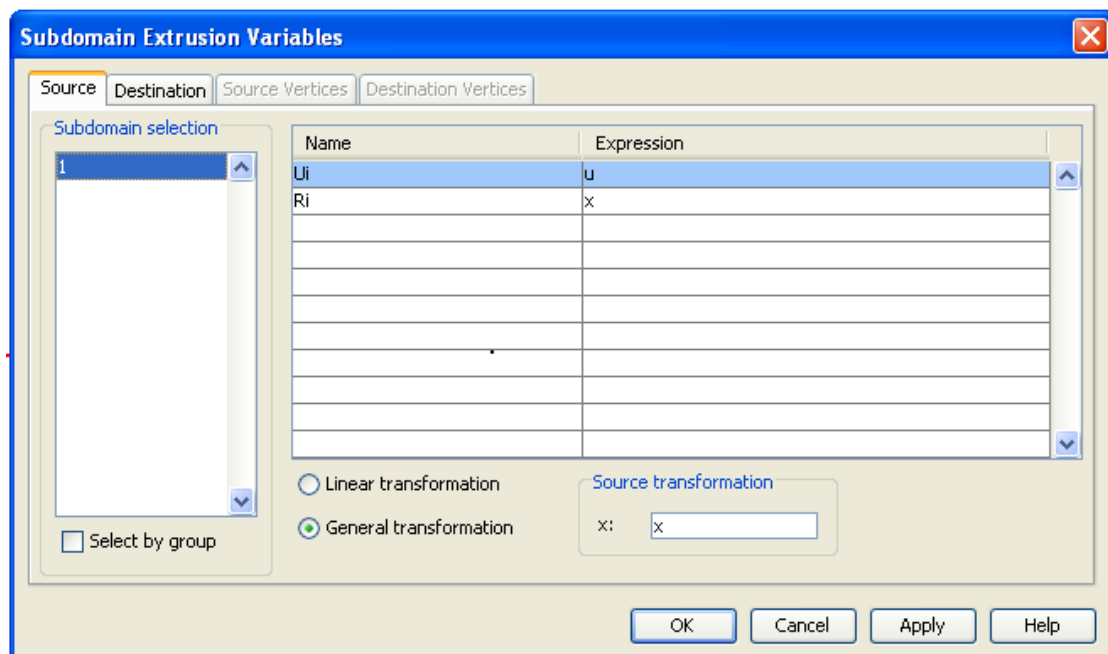 Subdomain Extrusion Variables
Source Destination Source Vertices Destination Vertices
Subdomain selection
1
Select by group
Name Expression
Ui u
Ri x
Linear transformation
General transformation
Source transformation
x: x
OK Cancel Apply Help